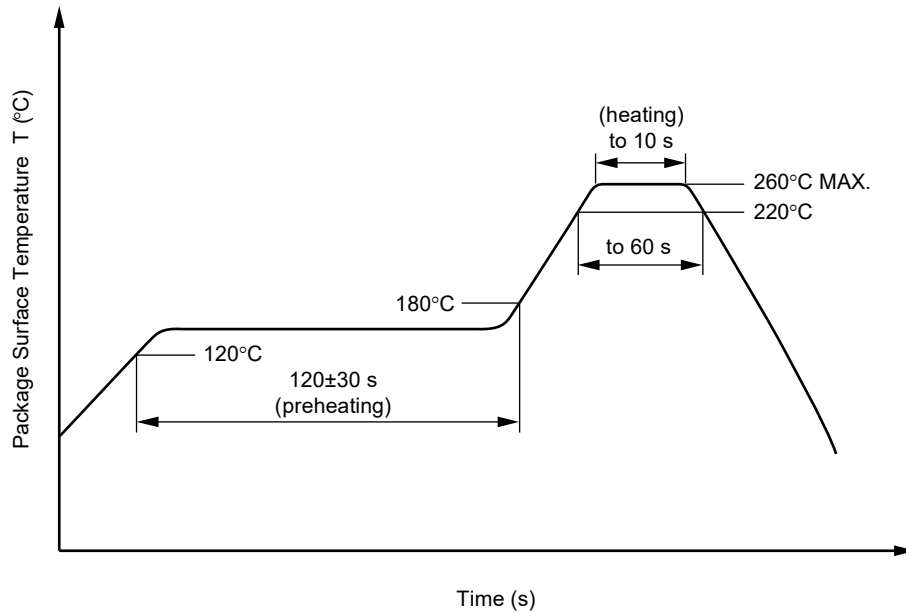 Package Surface Temperature T (°C)
(heating)
to 10 s
260°C MAX.
220°C
to 60 s
180°C
120°C
120±30 s
(preheating)
Time (s)